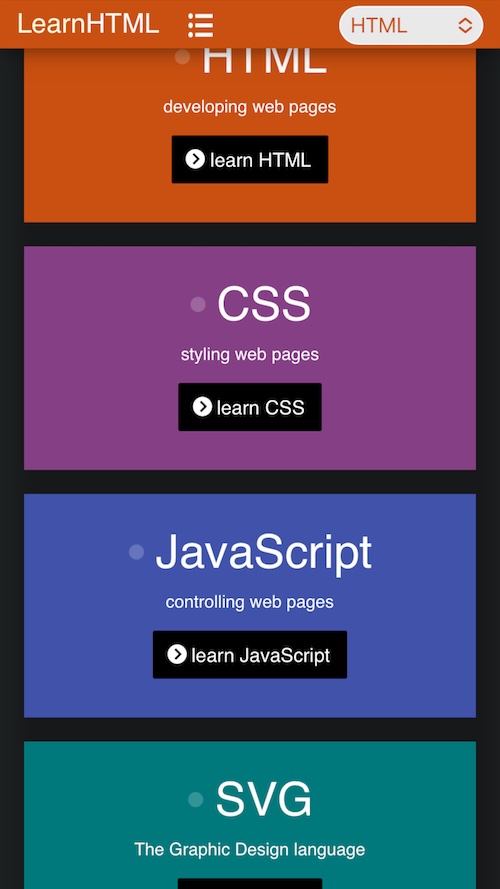 LearnHTML
HTML
HTML
developing web pages
learn HTML
CSS
styling web pages
learn CSS
JavaScript
controlling web pages
learn JavaScript
SVG
The Graphic Design language